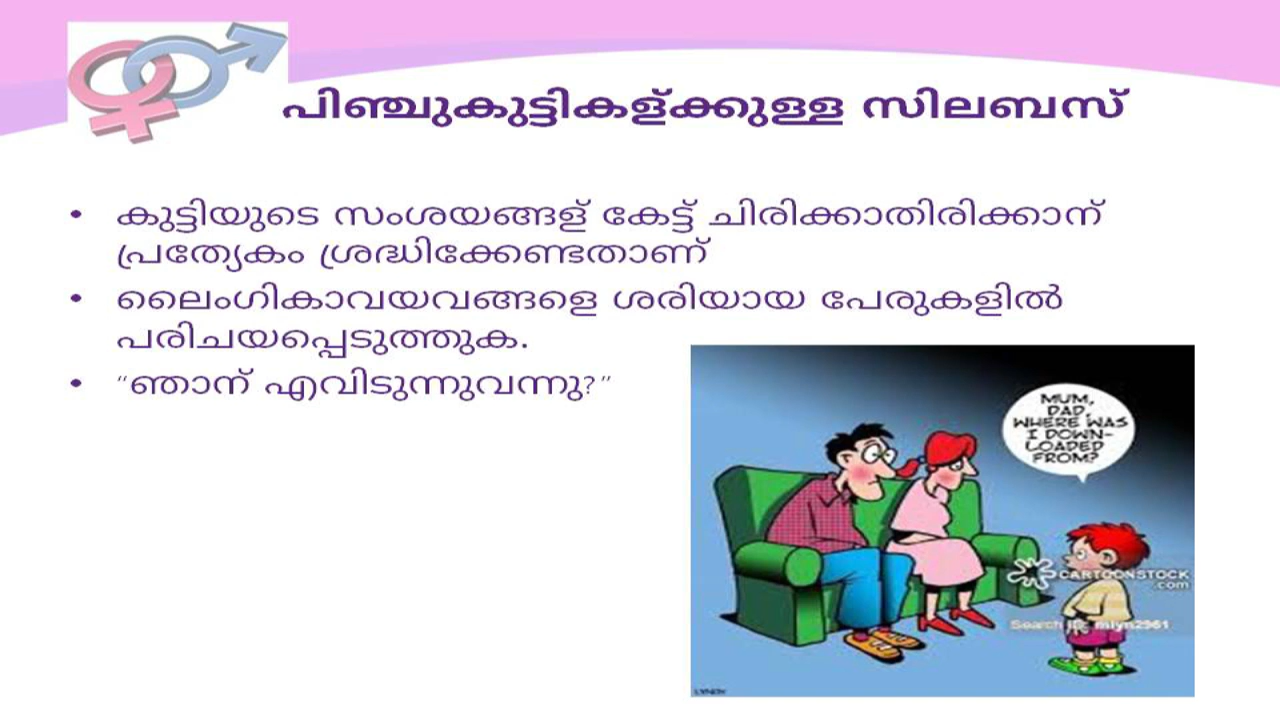 പിഞ്ചുകുട്ടികള്ക്കുള്ള സിലബസ്
• കുട്ടിയുടെ സംശയങ്ങള് കേട്ട് ചിരിക്കാതിരിക്കാന്
പ്രത്യേകം ശ്രദ്ധിക്കേണ്ടതാണ്
• ലൈംഗികാവയവങ്ങളെ ശരിയായ പേരുകളിൽ
പരിചയപ്പെടുത്തുക.
• “ഞാന് എവിടുന്നുവന്നു?”
MUM,
DAD,
WHERE WAS
I DOWN-
LOADED
FROM?
CARTOONSTOCK
.com
Search ID: mlyn2961